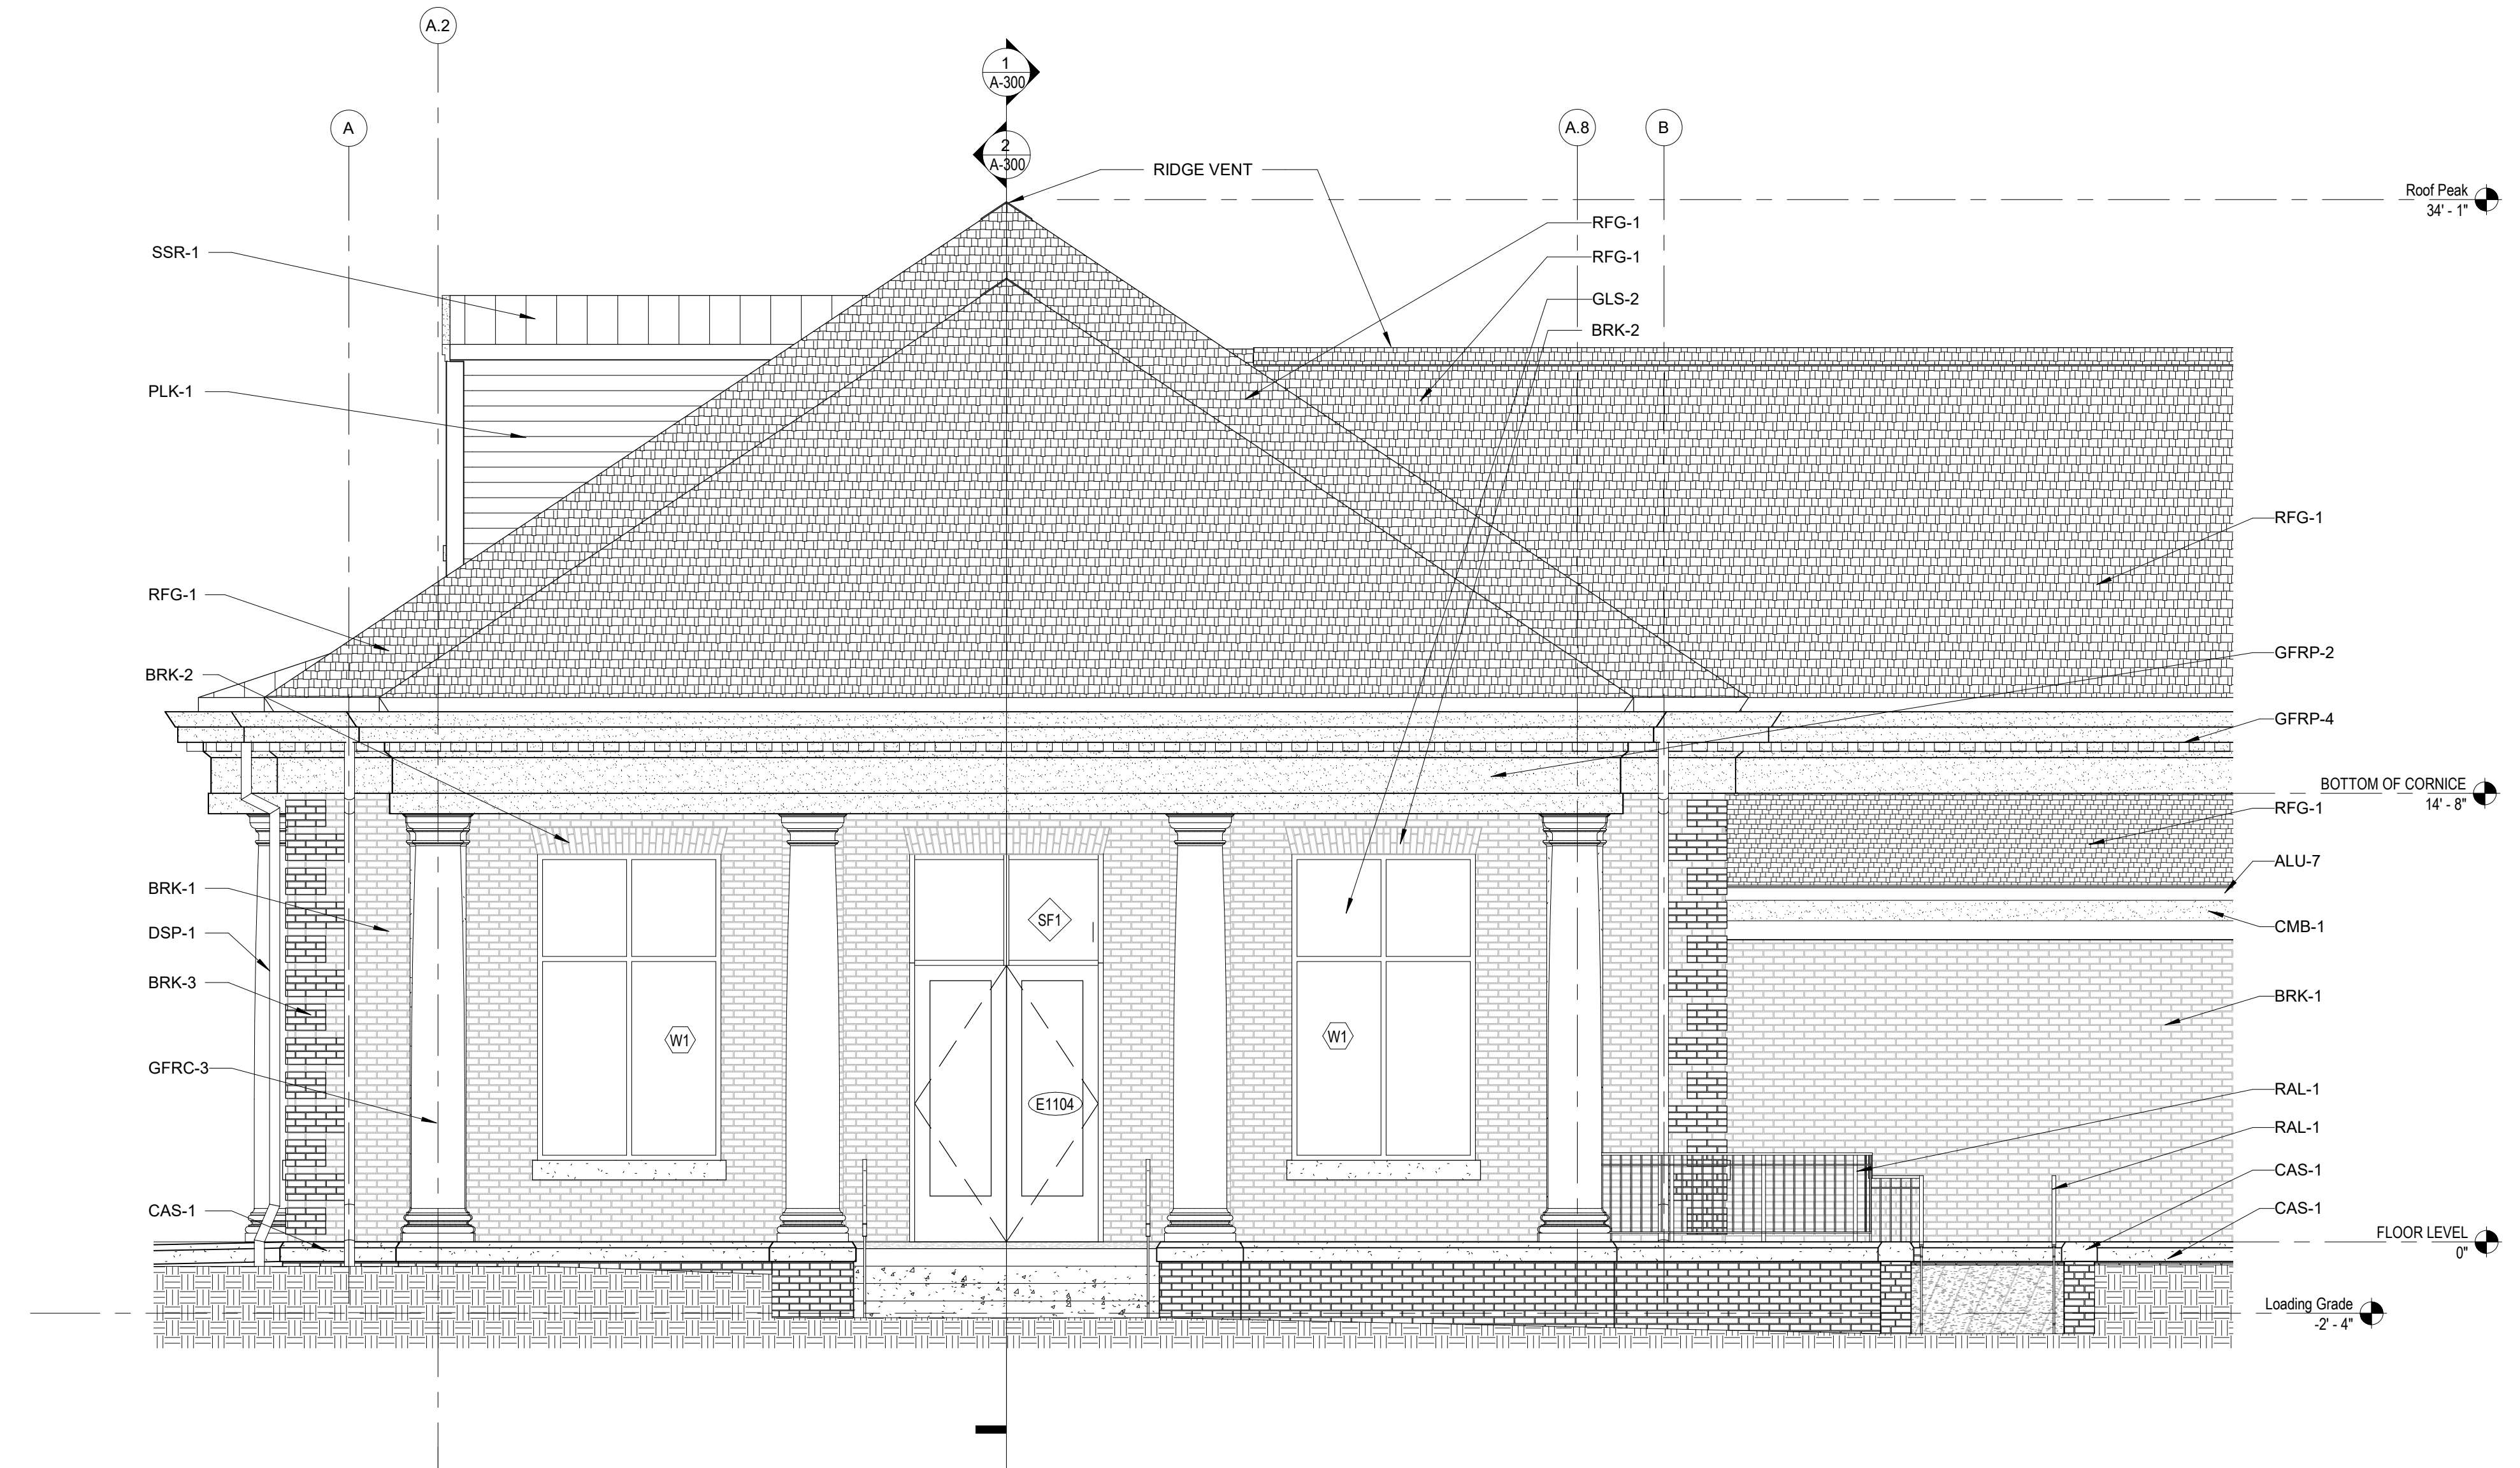 A.2
1
A-300
A
A.8
B
2
A-300
RIDGE VENT
Roof Peak
34' - 1"
RFG-1
SSR-1
RFG-1
GLS-2
BRK-2
PLK-1
RFG-1
RFG-1
GFRP-2
BRK-2
GFRP-4
BOTTOM OF CORNICE
14' - 8"
RFG-1
ALU-7
BRK-1
SF1
CMB-1
DSP-1
BRK-3
BRK-1
W1
W1
GFRC-3
RAL-1
E1104
RAL-1
CAS-1
CAS-1
CAS-1
FLOOR LEVEL
0"
Loading Grade
-2' - 4"